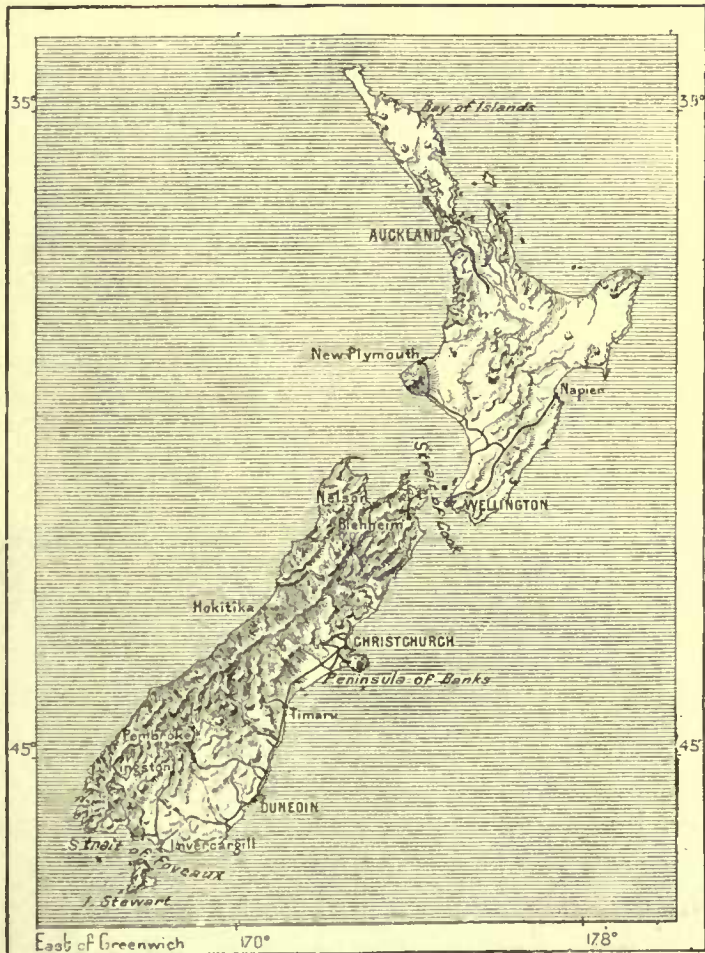 35°
35°
Bay of Islands
AUCKLAND
New Plymouth
Napier
Strait of Cook
WELLINGTON
Nelson
Blenheim
Hokitika
CHRISTCHURCH
Peninsula of Banks
Timaru
Pembroke
45°
45°
Kingston
DUNEDIN
Invercargill
Strait of Foveaux
I. Stewart
East of Greenwich
170°
178°